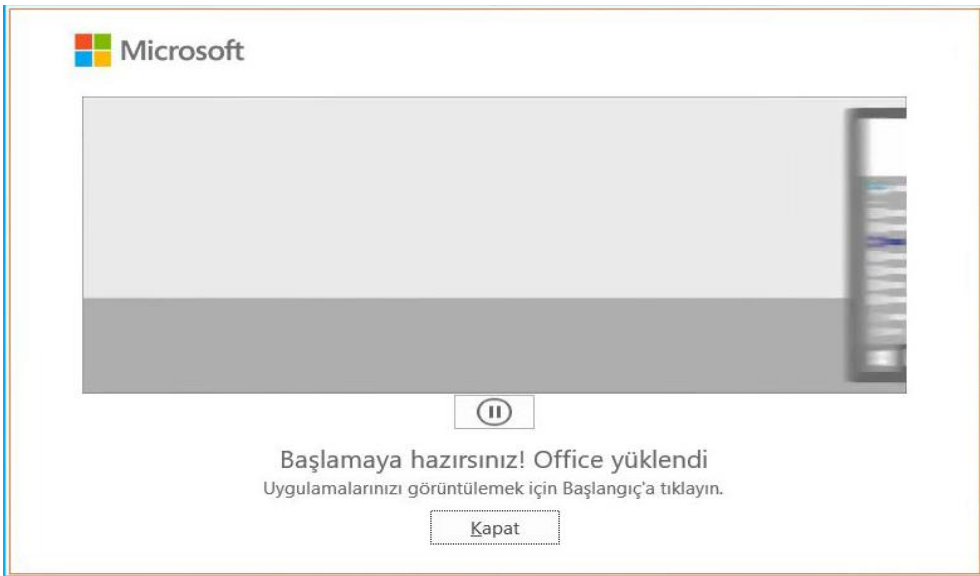 Microsoft
Başlamaya hazırsınız! Office yüklendi
Uygulamalarınızı görüntülemek için Başlangıç'a tıklayın.
Kapat